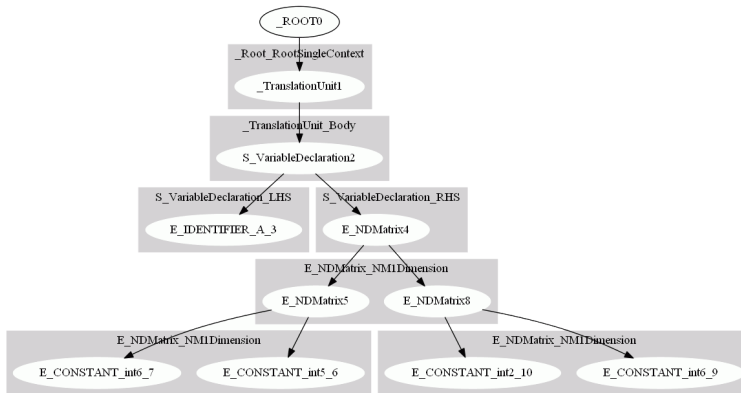 _ROOT0
_Root_RootSingleContext
_TranslationUnit1
_TranslationUnit_Body
S_VariableDeclaration2
S_VariableDeclaration_LHS
S_VariableDeclaration_RHS
E_IDENTIFIER_A_3
E_NDMatrix4
E_NDMatrix_NM1Dimension
E_NDMatrix5
E_NDMatrix8
E_NDMatrix_NM1Dimension
E_NDMatrix_NM1Dimension
E_CONSTANT_int6_7
E_CONSTANT_int5_6
E_CONSTANT_int2_10
E_CONSTANT_int6_9